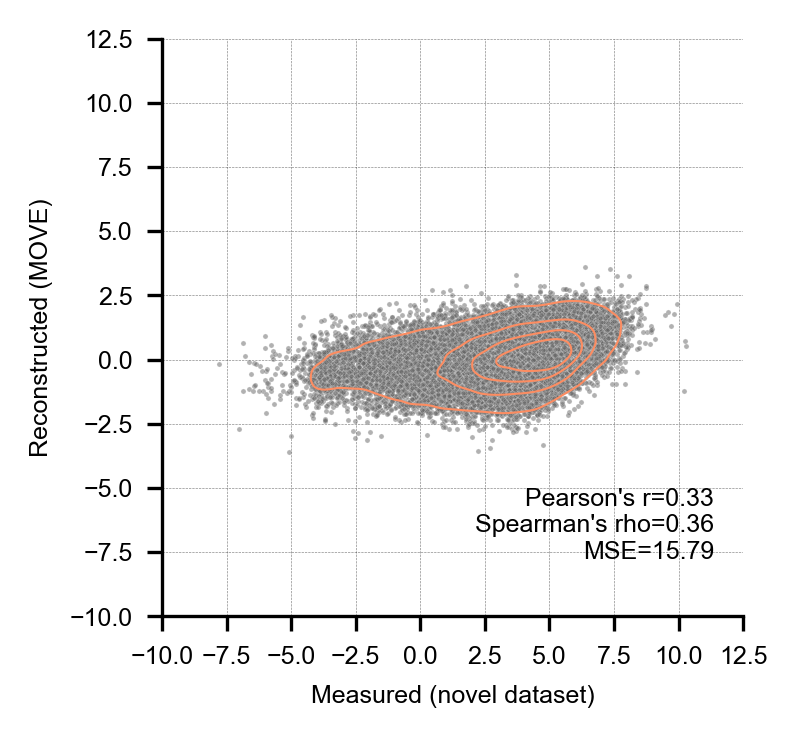 12.5
10.0
7.5
5.0
2.5
0.0
−2.5
−5.0
−7.5
−10.0
Reconstructed (MOVE)
Pearson's r=0.33
Spearman's rho=0.36
MSE=15.79
−10.0 −7.5 −5.0 −2.5 0.0 2.5 5.0 7.5 10.0 12.5
Measured (novel dataset)